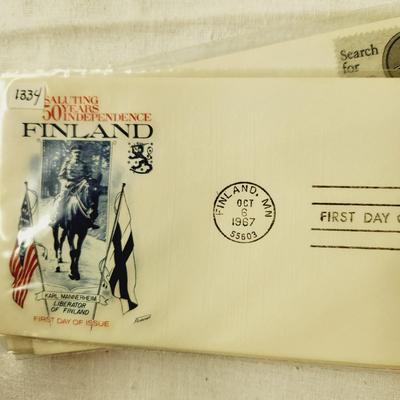 Search
for
1334
SALUTING
50 YEARS
INDEPENDENCE
FINLAND
KARL MANNERHEIM
LIBERATOR
OF FINLAND
FIRST DAY OF ISSUE
FINLAND, MN
OCT
6
1967
55603
FIRST DAY O